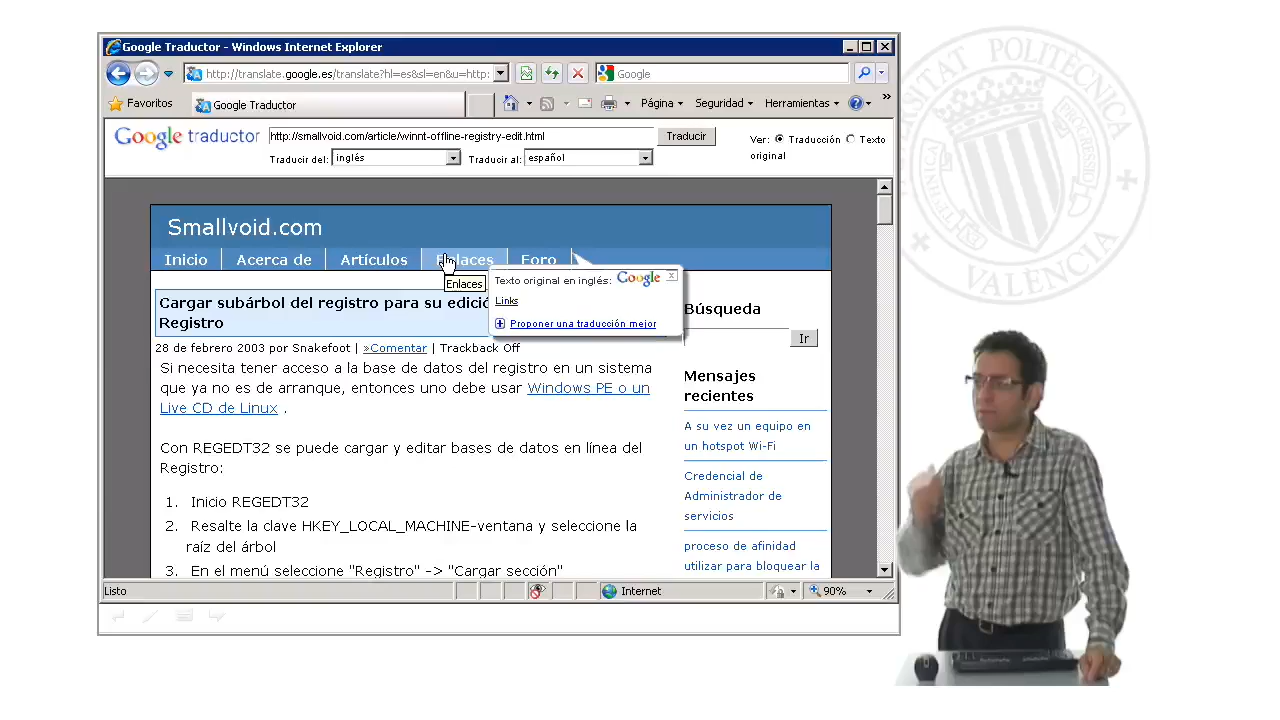 Google Traductor - Windows Internet Explorer
http://translate.google.es/translate?hl=es&sl=en&u=http:
Google
Favoritos
Google Traductor
Página
Seguridad
Herramientas
»
Google traductor
http://smallvoid.com/article/winnt-offline-registry-edit.html
Traducir
Ver: Traducción Texto
original
Traducir del: inglés
Traducir al: español
Smallvoid.com
Inicio
Acerca de
Artículos
Enlaces
Foro
Enlaces
Texto original en inglés: Google
Links
Proponer una traducción mejor
Cargar subárbol del registro para su edició
Registro
28 de febrero 2003 por Snakefoot | »Comentar | Trackback Off
Si necesita tener acceso a la base de datos del registro en un sistema
que ya no es de arranque, entonces uno debe usar Windows PE o un
Live CD de Linux .
Con REGEDT32 se puede cargar y editar bases de datos en línea del
Registro:
1. Inicio REGEDT32
2. Resalte la clave HKEY_LOCAL_MACHINE-ventana y seleccione la
raíz del árbol
3. En el menú seleccione "Registro" -> "Cargar sección"
Búsqueda
Ir
Mensajes
recientes
A su vez un equipo en
un hotspot Wi-Fi
Credencial de
Administrador de
servicios
proceso de afinidad
utilizar para bloquear la
Listo
Internet
90%
UNIVERSITAT POLITÈCNICA
VALENCIA